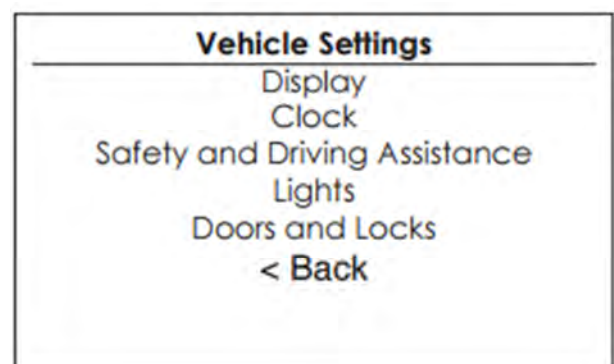 Vehicle Settings
Display
Clock
Safety and Driving Assistance
Lights
Doors and Locks
< Back